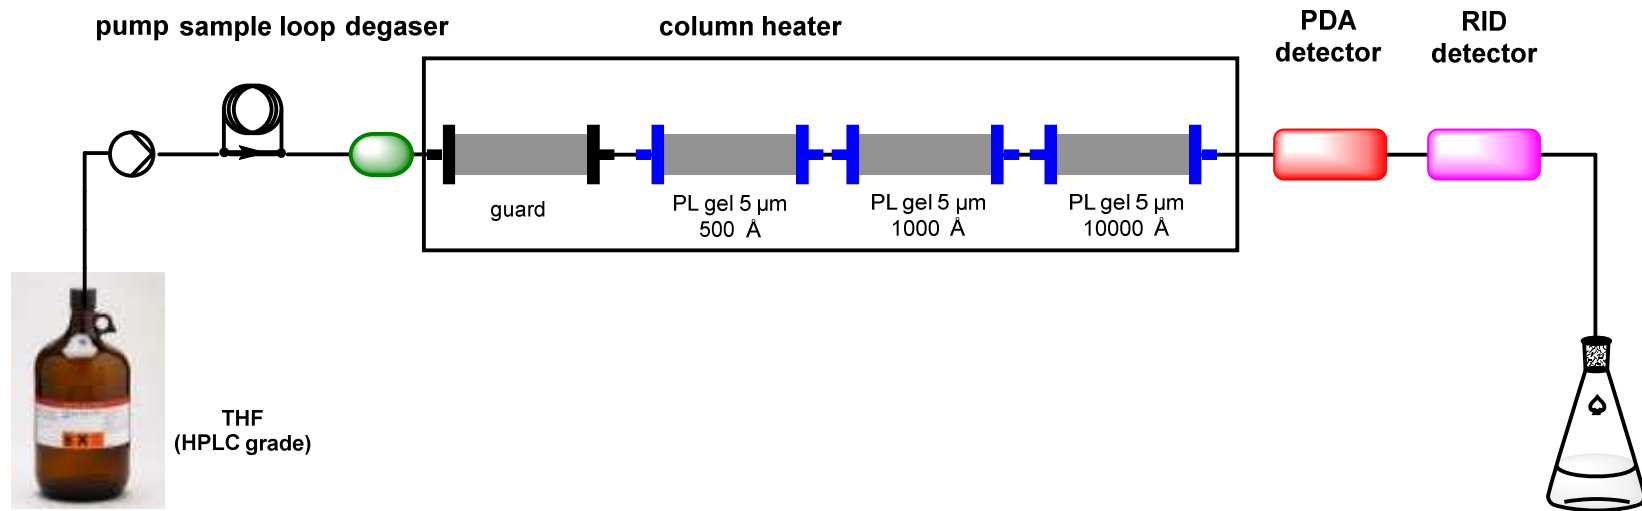 pump sample loop degaser
column heater
PDA
detector
RID
detector
guard
PL gel 5 µm
500 Å
PL gel 5 µm
1000 Å
PL gel 5 µm
10000 Å
THF
(HPLC grade)